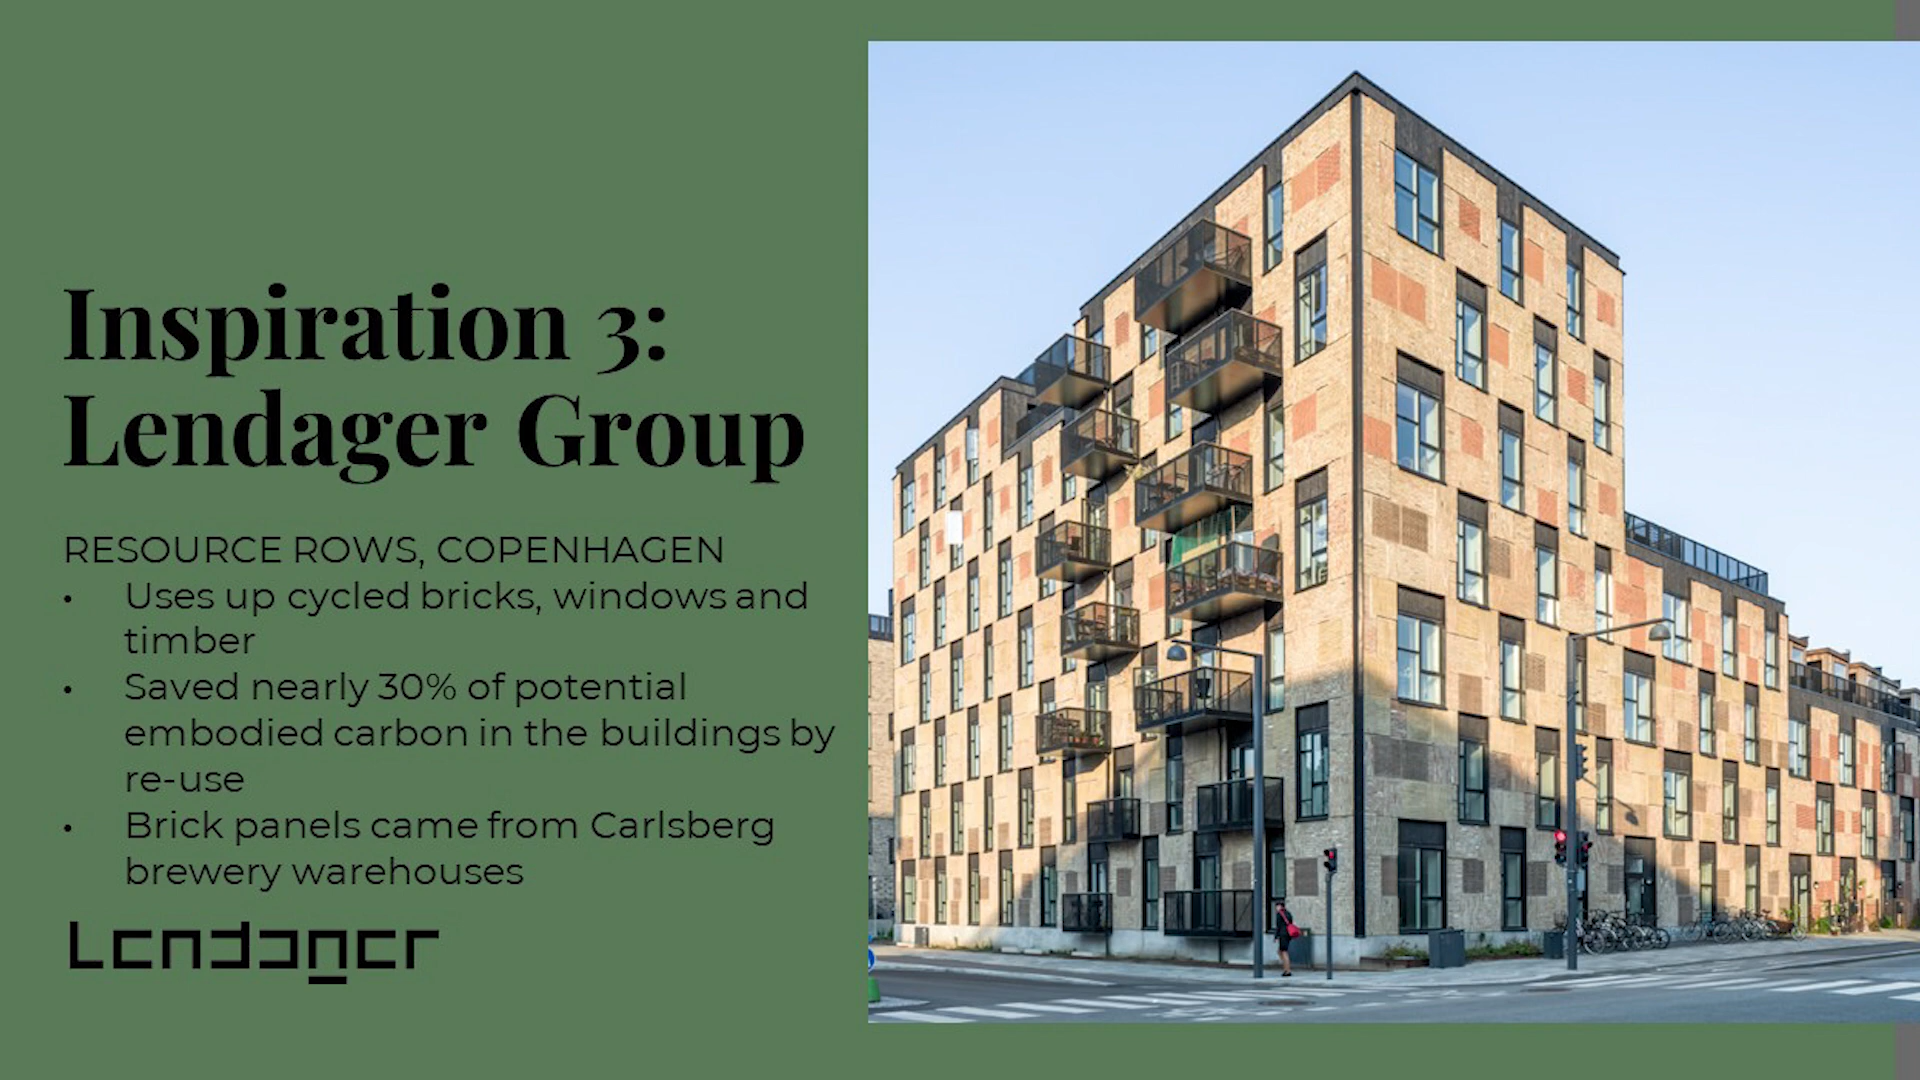 Inspiration 3:
Lendager Group
RESOURCE ROWS, COPENHAGEN
• Uses up cycled bricks, windows and
timber
• Saved nearly 30% of potential
embodied carbon in the buildings by
re-use
• Brick panels came from Carlsberg
brewery warehouses
Lendager